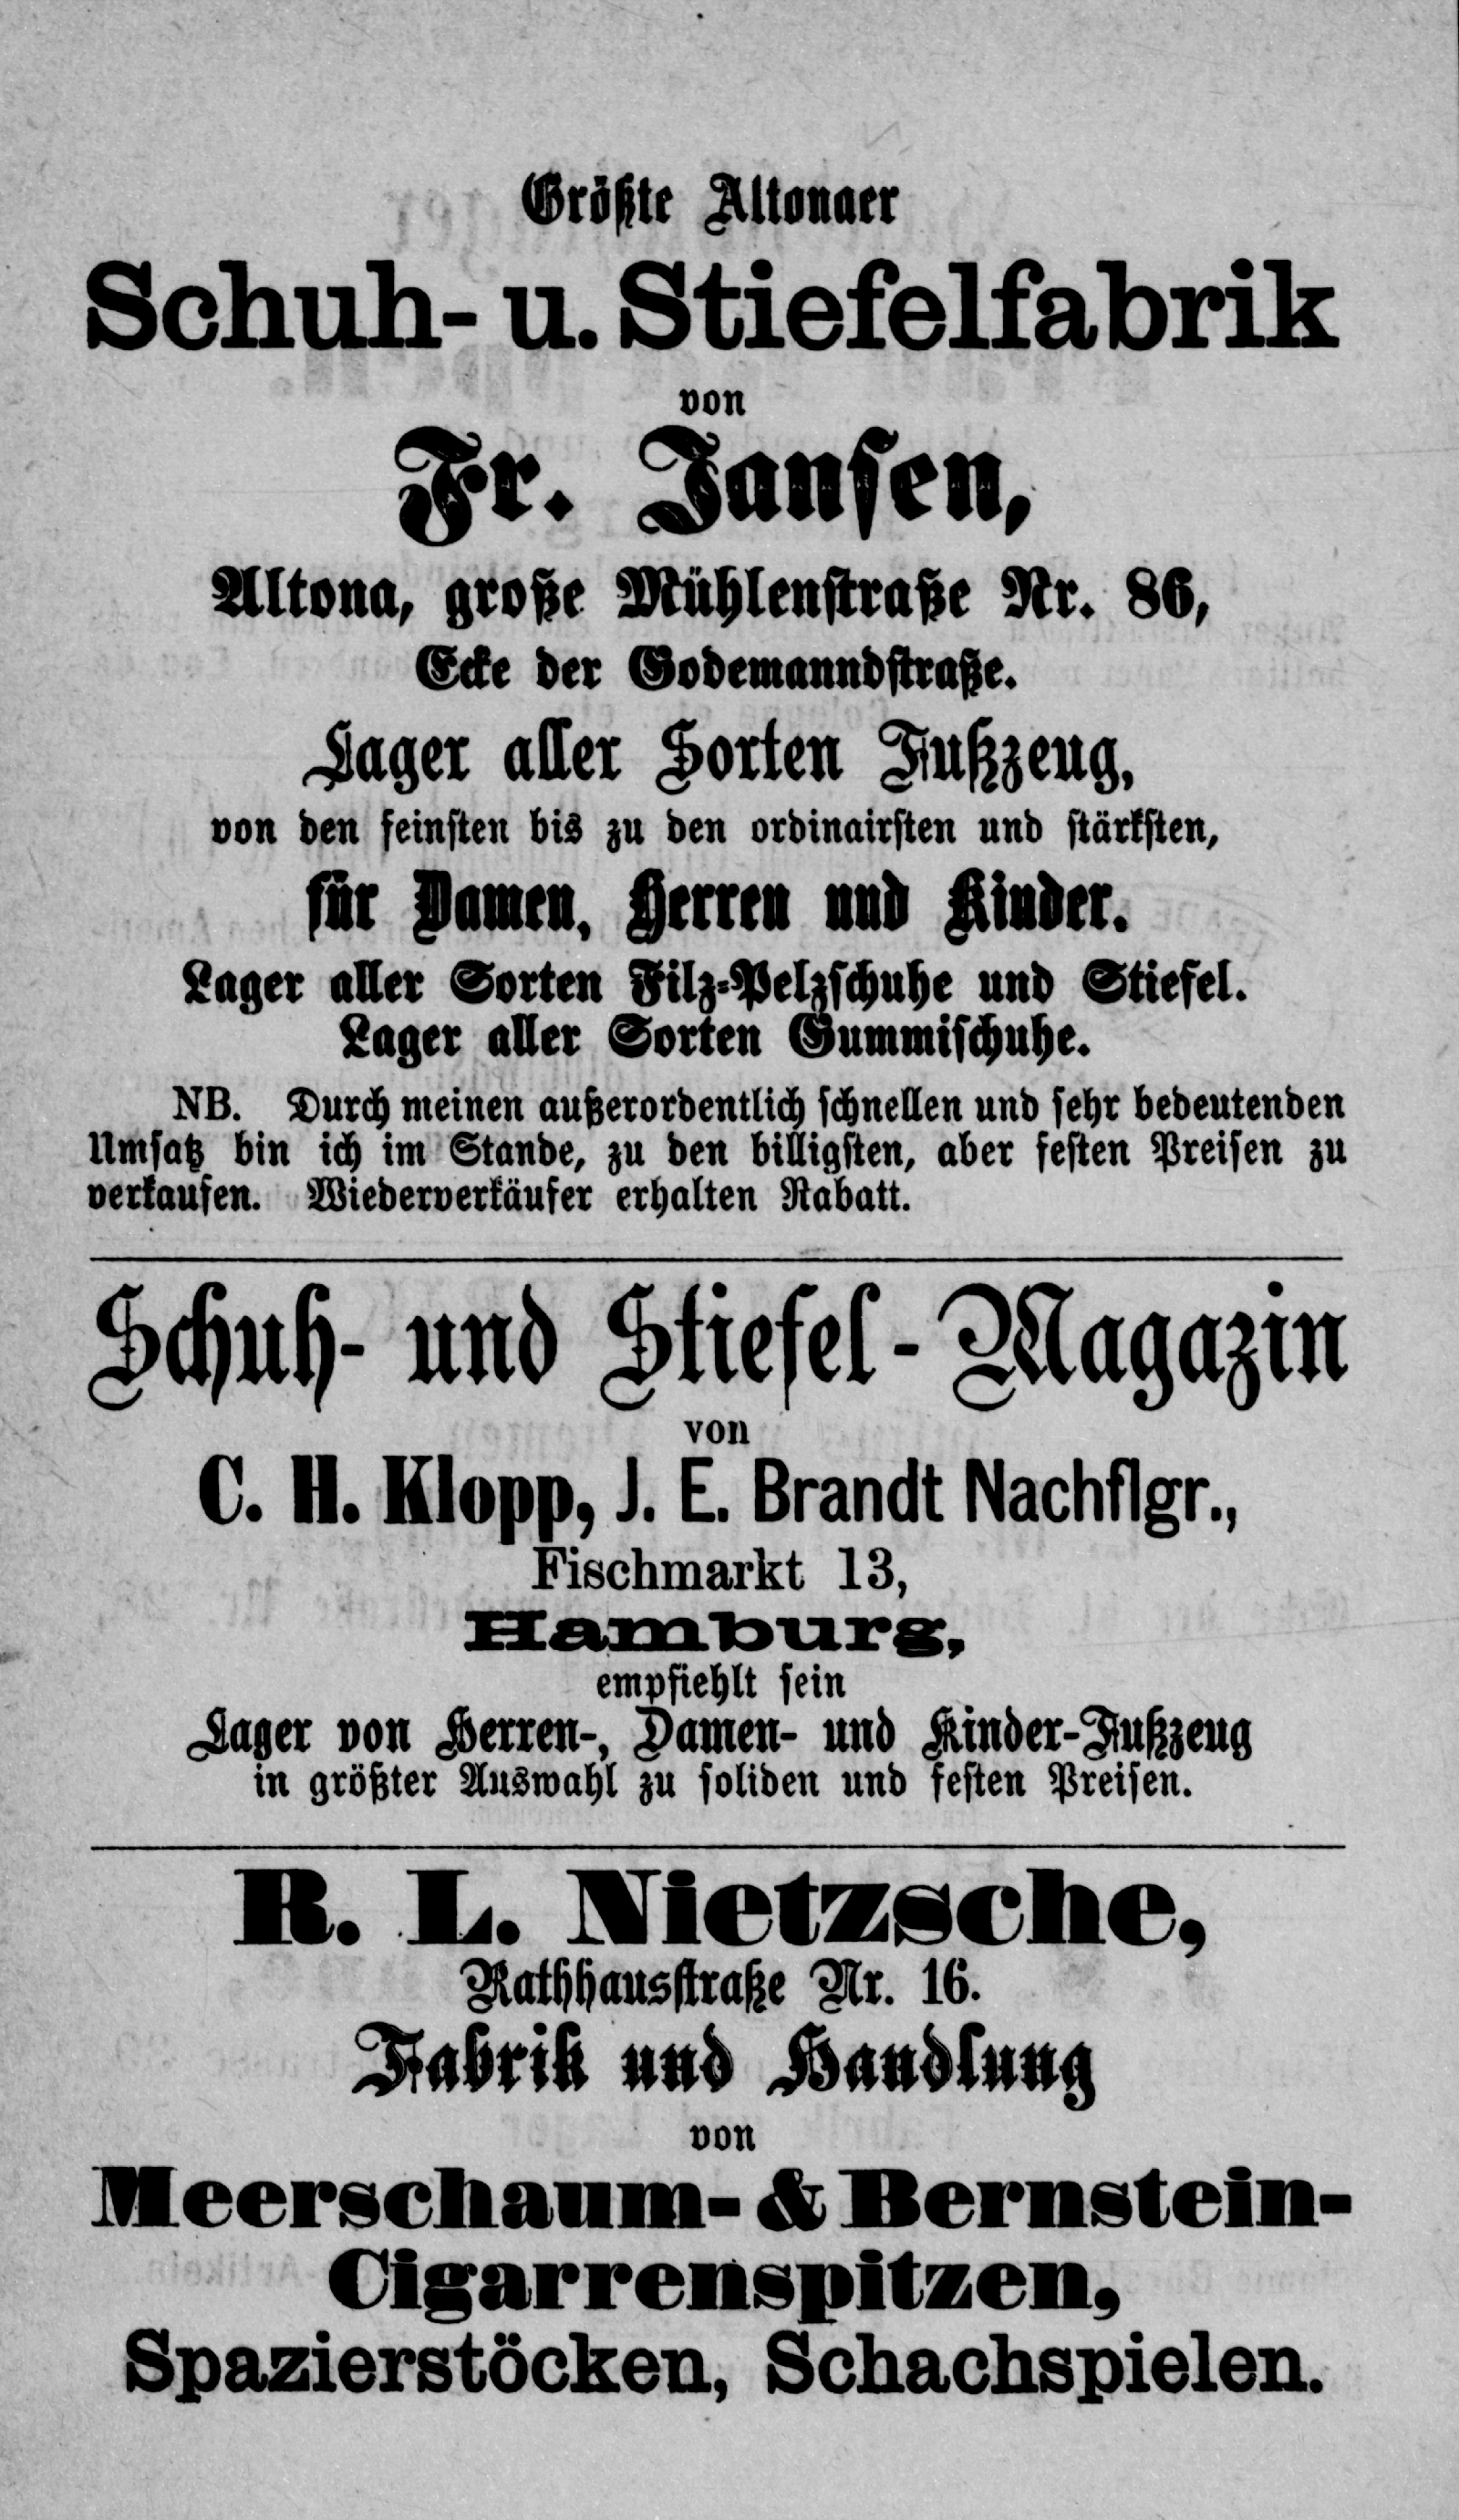 Größte Altonaer
Schuh- u. Stiefelfabrik
von
Fr. Jansen,
Altona, große Mühlenstraße Nr. 86,
Ecke der Godemanndstraße.
Lager aller Sorten Fußzeug,
von den feinsten bis zu den ordinairsten und stärksten,
für Damen, Herren und Kinder.
Lager aller Sorten Filz-Pelzschuhe und Stiefel.
Lager aller Sorten Gummischuhe.
NB. Durch meinen außerordentlich schnellen und sehr bedeutenden
Umsatz bin ich im Stande, zu den billigsten, aber festen Preisen zu
verkaufen. Wiederverkäufer erhalten Rabatt.
Schuh- und Stiefel-Magazin
von
C. H. Klopp, J. E. Brandt Nachflgr.,
Fischmarkt 13,
Hamburg,
empfiehlt sein
Lager von Herren-, Damen- und Kinder-Fußzeug
in größter Auswahl zu soliden und festen Preisen.
R. L. Nietzsche,
Rathhausstraße Nr. 16.
Fabrik und Handlung
von
Meerschaum- & Bernstein-
Cigarrenspitzen,
Spazierstöcken, Schachspielen.